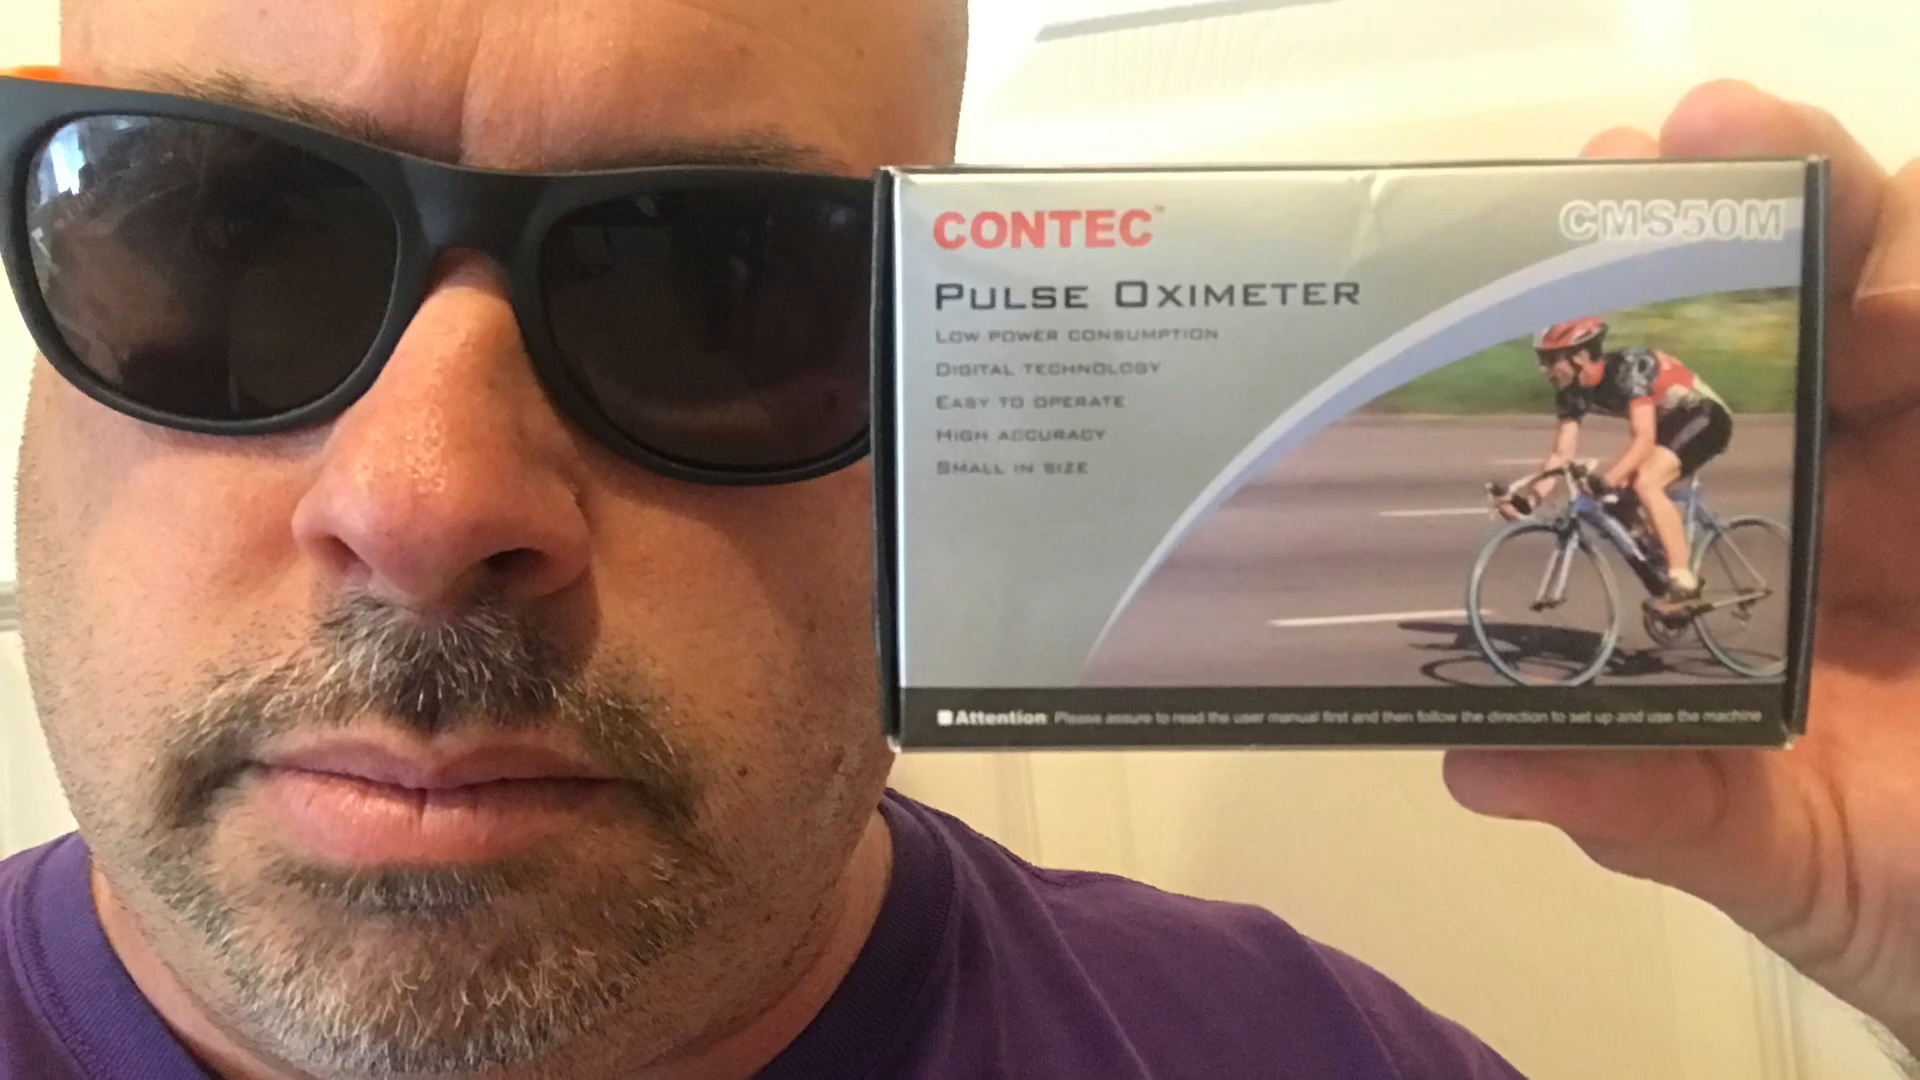 CONTEC™
CMS50M
PULSE OXIMETER
LOW POWER CONSUMPTION
DIGITAL TECHNOLOGY
EASY TO OPERATE
HIGH ACCURACY
SMALL IN SIZE
Attention Please assure to read the user manual first and then follow the direction to set up and use the machine